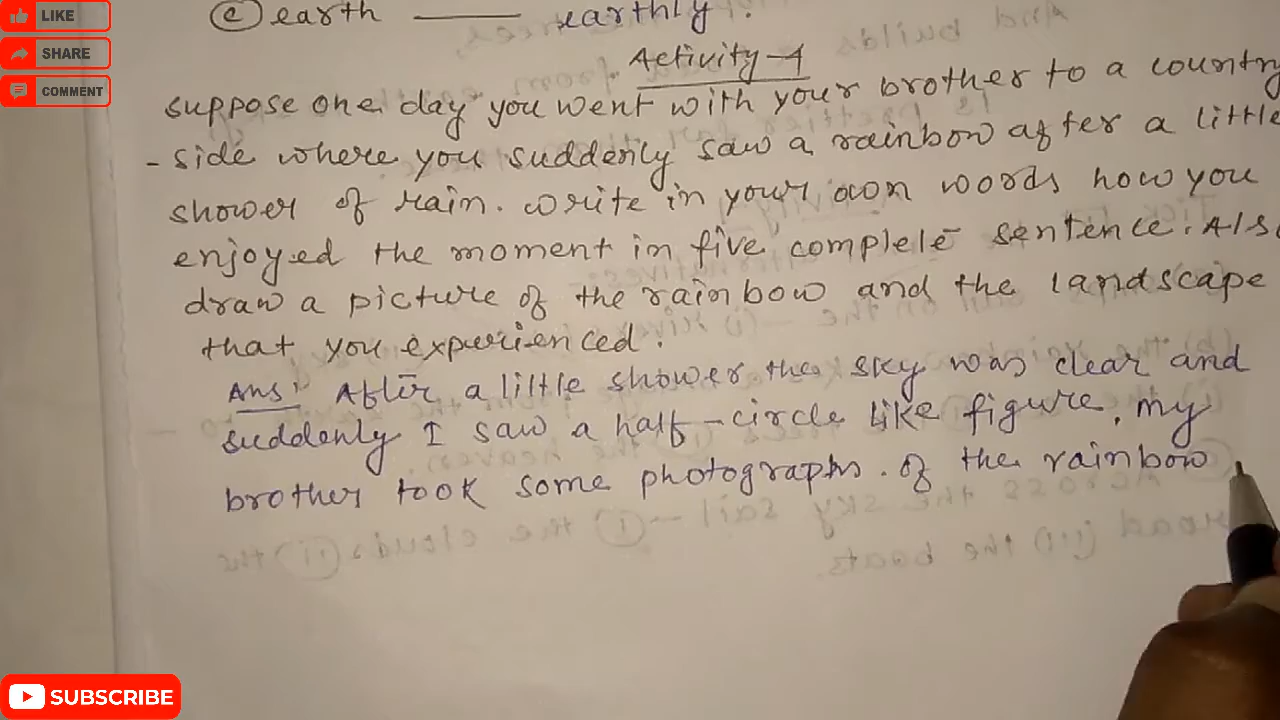 LIKE
SHARE
COMMENT
(e) earth —— earthly.
Activity-4
suppose one day you went with your brother to a country
- side where you suddenly saw a rainbow after a little
shower of rain. write in your own words how you
enjoyed the moment in five complete sentence. Also
draw a picture of the rainbow and the landscape
that you experienced.
Ans: After a little shower the sky was clear and
suddenly I saw a half-circle like figure. my
brother took some photographs. of the rainbow
SUBSCRIBE